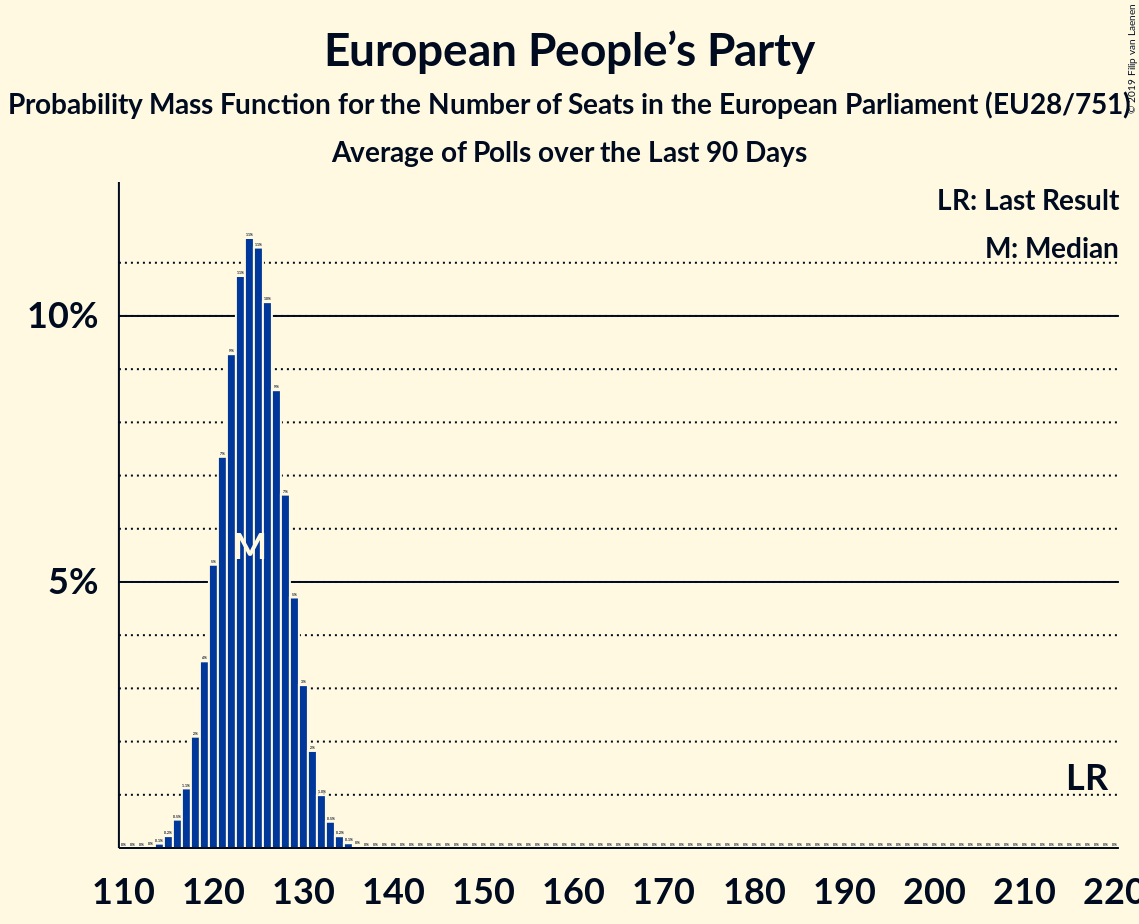 European People’s Party
Probability Mass Function for the Number of Seats in the European Parliament (EU28/751)
Average of Polls over the Last 90 Days
© 2019 Filip van Laenen
LR: Last Result
M: Median
10%
5%
M
LR
110 120 130 140 150 160 170 180 190 200 210 220